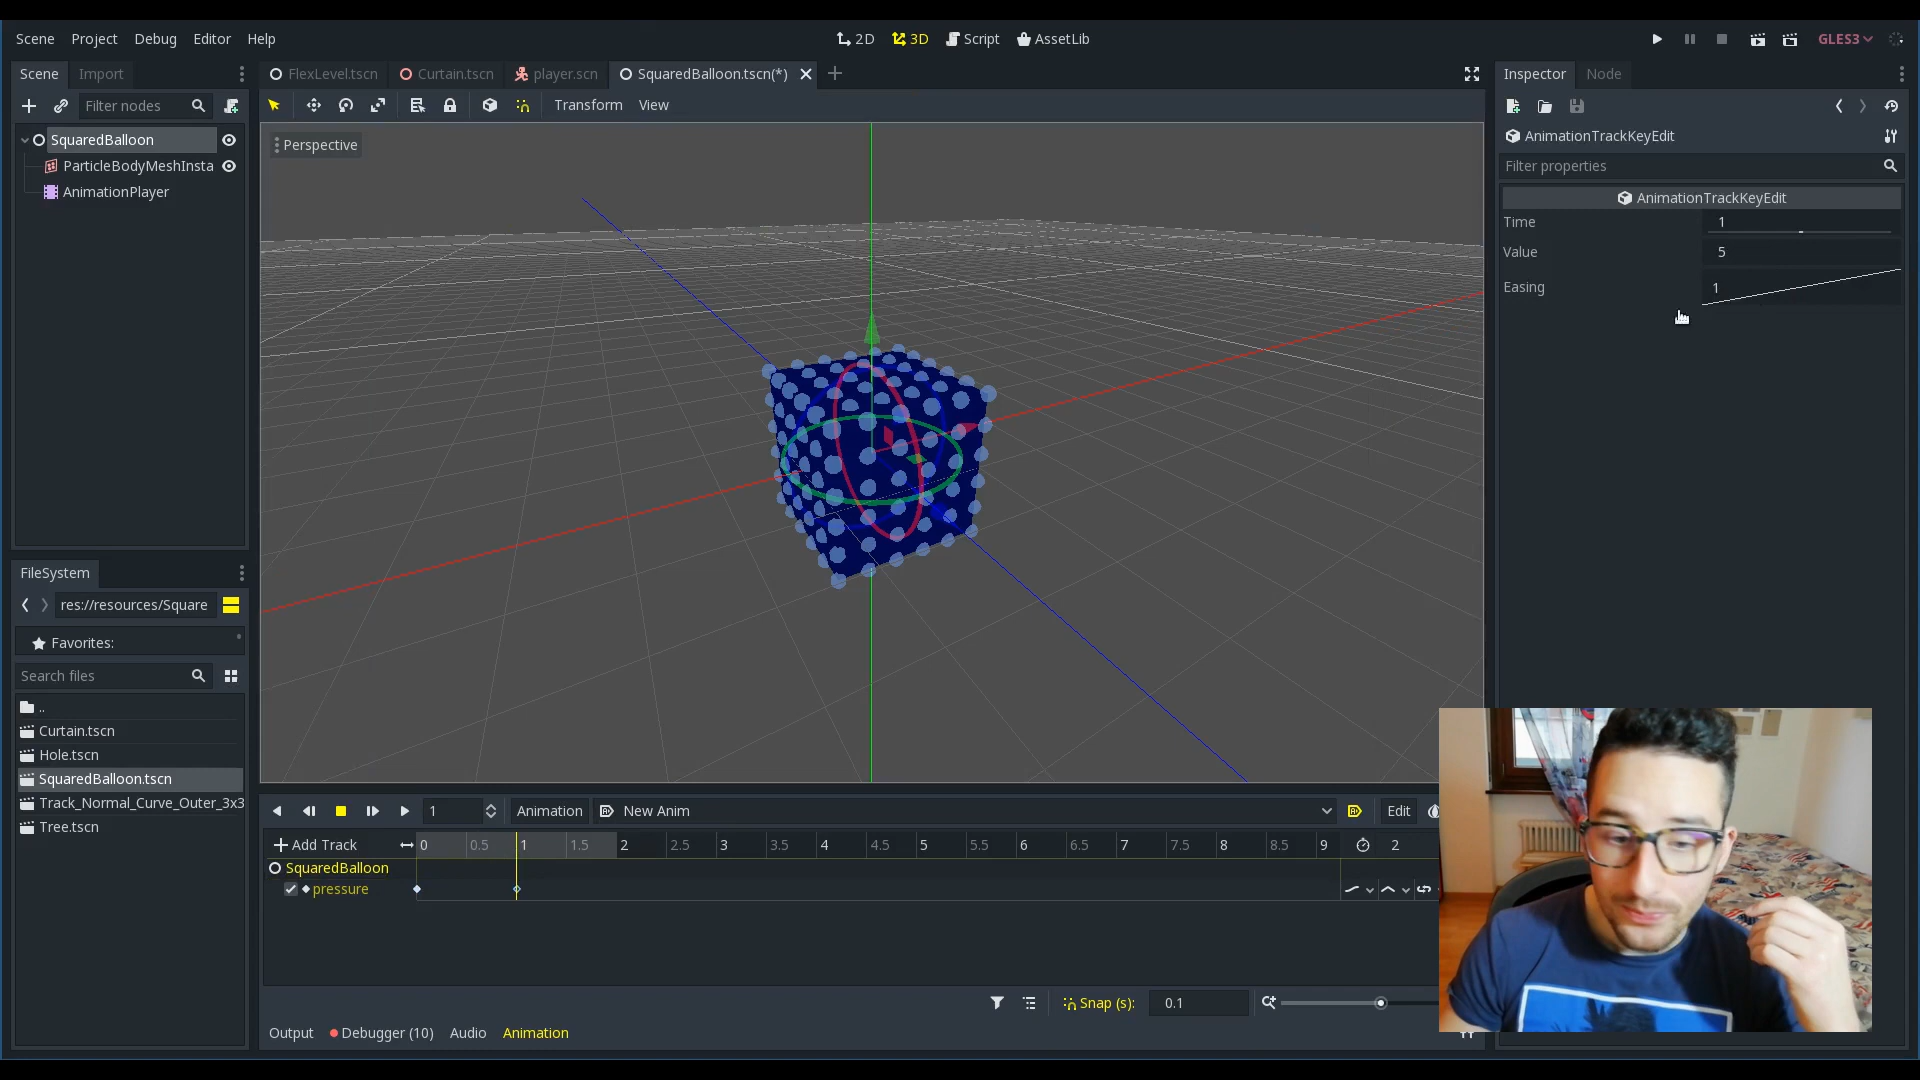 Scene Project Debug Editor Help
2D 3D Script AssetLib
GLES3
Scene Import
FlexLevel.tscn Curtain.tscn player.scn SquaredBalloon.tscn(*)
Inspector Node
Filter nodes
Transform View
SquaredBalloon
ParticleBodyMeshInsta
AnimationPlayer
Perspective
AnimationTrackKeyEdit
Filter properties
AnimationTrackKeyEdit
Time 1
Value 5
Easing 1
FileSystem
res://resources/Square
Favorites:
Search files
..
Curtain.tscn
Hole.tscn
SquaredBalloon.tscn
Track_Normal_Curve_Outer_3x3
Tree.tscn
1 Animation New Anim Edit
Add Track 0 0.5 1 1.5 2 2.5 3 3.5 4 4.5 5 5.5 6 6.5 7 7.5 8 8.5 9 2
SquaredBalloon
pressure
Snap (s): 0.1
Output Debugger (10) Audio Animation